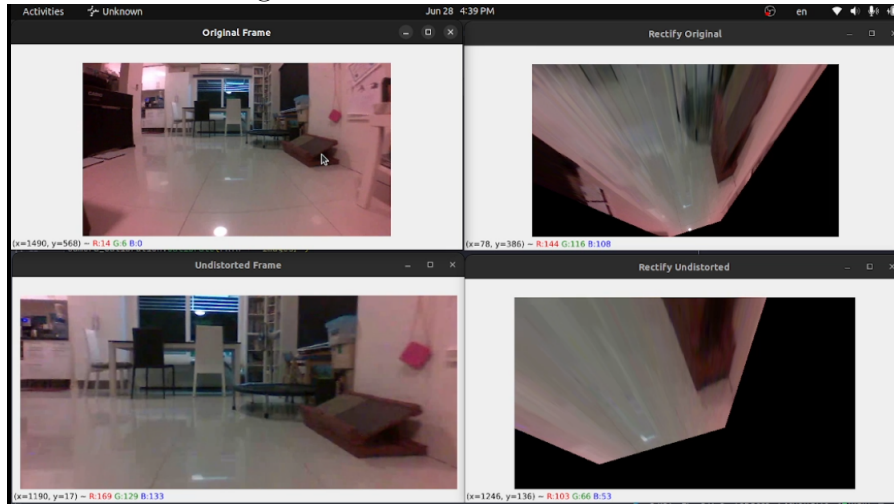 Activities Unknown Jun 28 4:39 PM en
Original Frame
Rectify Original
(x=1490, y=568) ~ R:14 G:6 B:0
(x=78, y=386) ~ R:144 G:116 B:108
Undistorted Frame
Rectify Undistorted
(x=1190, y=17) ~ R:169 G:129 B:133
(x=1246, y=136) ~ R:103 G:66 B:53